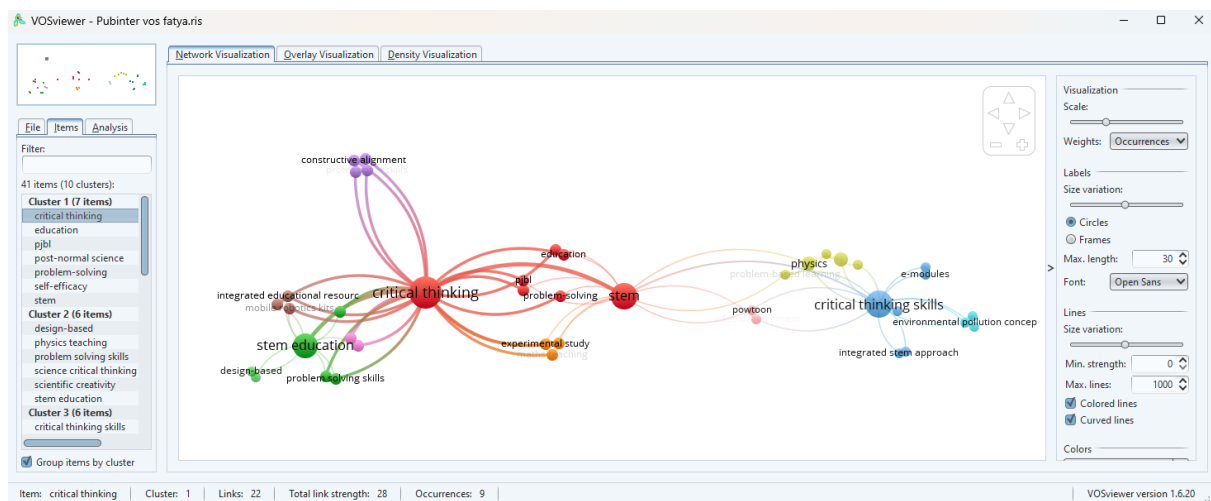 VOSviewer - Pubinter vos fatya.ris
Network Visualization Overlay Visualization Density Visualization
File Items Analysis
Filter:
41 items (10 clusters):
Cluster 1 (7 items)
critical thinking
education
pjbl
post-normal science
problem-solving
self-efficacy
stem
Cluster 2 (6 items)
design-based
physics teaching
problem solving skills
science critical thinking
scientific creativity
stem education
Cluster 3 (6 items)
critical thinking skills
Group items by cluster
constructive alignment
education
pjbl
critical thinking
problem-solving
stem
integrated educational resourc
mobile robotics kits
stem education
experimental study
design-based
problem solving skills
physics
problem-based learning
e-modules
critical thinking skills
powtoon
environmental pollution concep
integrated stem approach
Visualization
Scale:
Weights: Occurrences
Labels
Size variation:
Circles
Frames
Max. length: 30
Font: Open Sans
Lines
Size variation:
Min. strength: 0
Max. lines: 1000
Colored lines
Curved lines
Colors
Item: critical thinking Cluster: 1 Links: 22 Total link strength: 28 Occurrences: 9
VOSviewer version 1.6.20